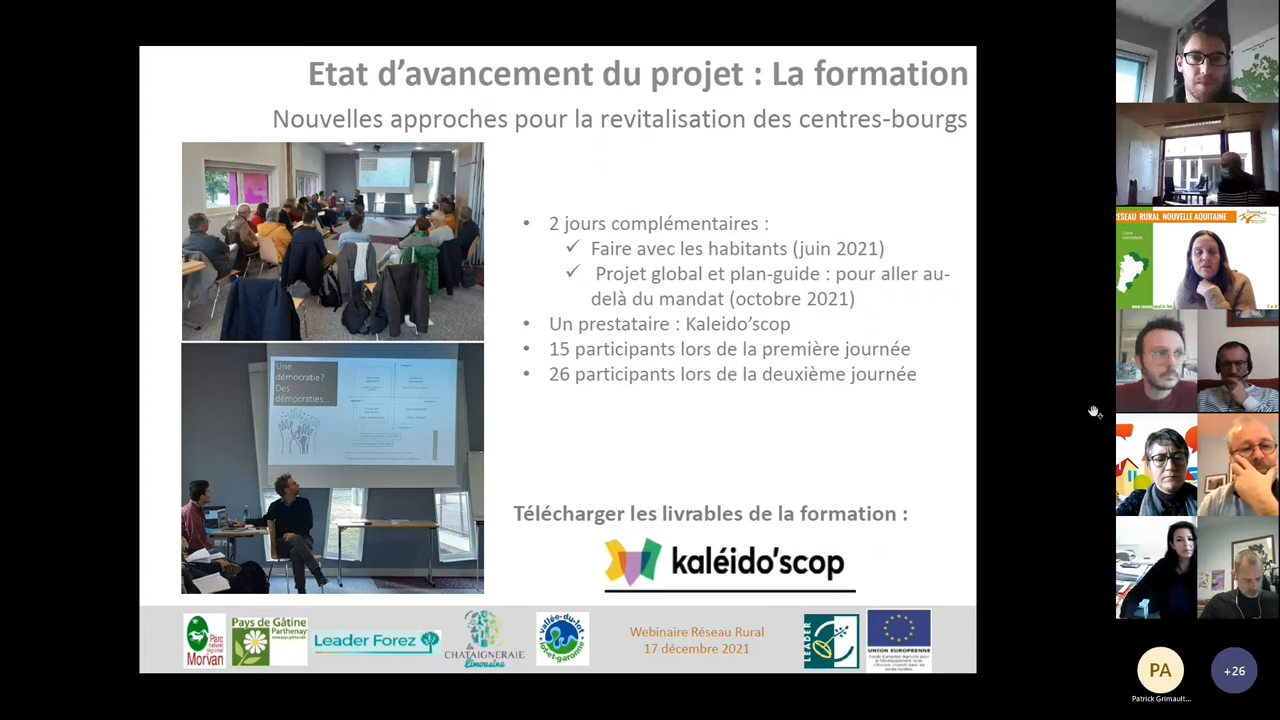 Etat d'avancement du projet : La formation
Nouvelles approches pour la revitalisation des centres-bourgs
• 2 jours complémentaires :
✓ Faire avec les habitants (juin 2021)
✓ Projet global et plan-guide : pour aller au-
delà du mandat (octobre 2021)
• Un prestataire : Kaleido'scop
• 15 participants lors de la première journée
• 26 participants lors de la deuxième journée
Une
démocratie?
Des
démocraties...
Télécharger les livrables de la formation :
kaléido'scop
Parc
naturel
régional
Morvan
Pays de Gâtine
Parthenay
Leader Forez
CHATAIGNERAIE
limousine
vallée-du-lot
lot-et-garonne
Webinaire Réseau Rural
17 décembre 2021
LEADER
UNION EUROPEENNE
RESEAU RURAL NOUVELLE AQUITAINE
PA
+26
Patrick Grimault...